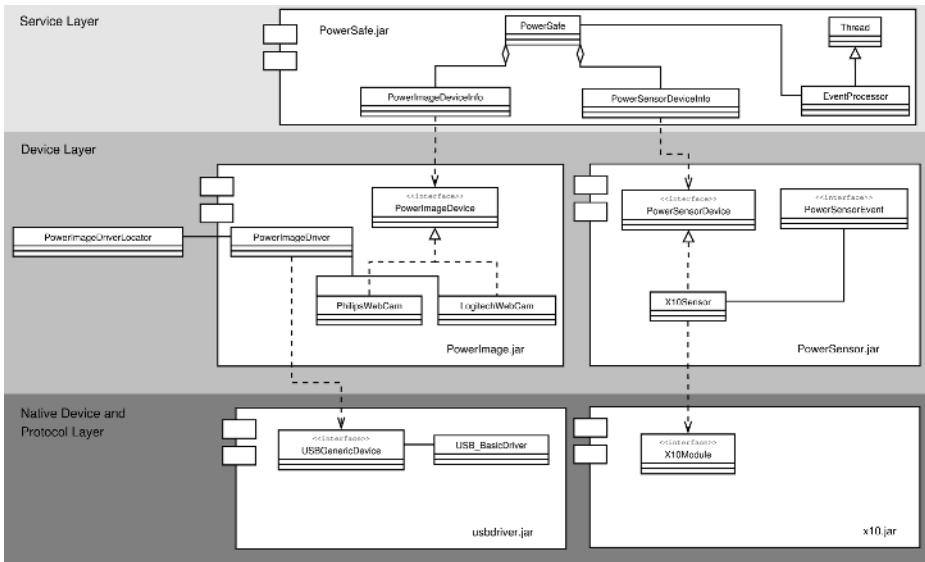 Service Layer
PowerSafe.jar
PowerSafe
Thread
PowerImageDeviceInfo
PowerSensorDeviceInfo
EventProcessor
Device Layer
<<interface>>
PowerImageDevice
<<interface>>
PowerSensorDevice
<<interface>>
PowerSensorEvent
PowerImageDriverLocator
PowerImageDriver
PhilipsWebCam
LogitechWebCam
X10Sensor
PowerImage.jar
PowerSensor.jar
Native Device and
Protocol Layer
<<interface>>
USBGenericDevice
USB_BasicDriver
<<interface>>
X10Module
usbdriver.jar
x10.jar